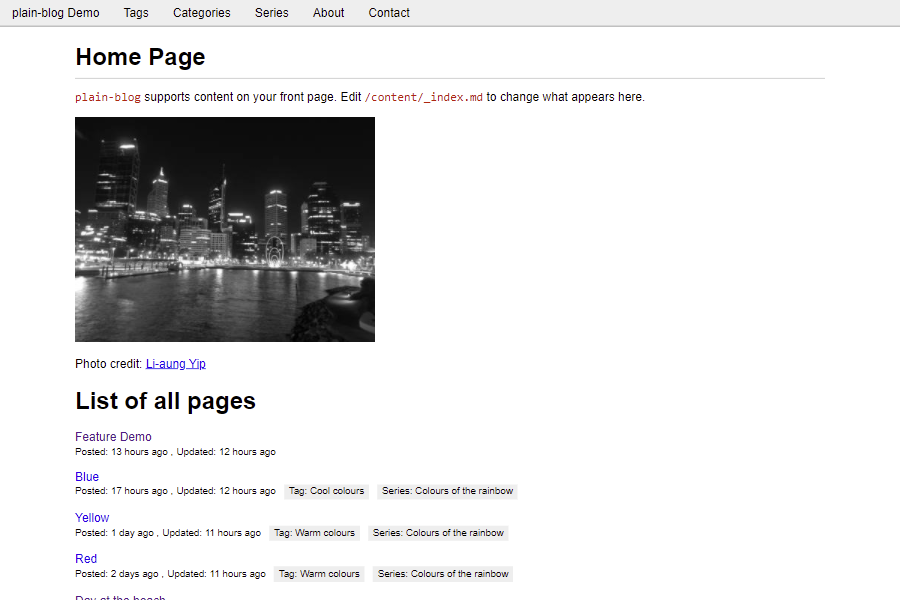 plain-blog Demo Tags Categories Series About Contact
Home Page
plain-blog supports content on your front page. Edit /content/_index.md to change what appears here.
Photo credit: Li-aung Yip
List of all pages
Feature Demo
Posted: 13 hours ago , Updated: 12 hours ago
Blue
Posted: 17 hours ago , Updated: 12 hours ago Tag: Cool colours Series: Colours of the rainbow
Yellow
Posted: 1 day ago , Updated: 11 hours ago Tag: Warm colours Series: Colours of the rainbow
Red
Posted: 2 days ago , Updated: 11 hours ago Tag: Warm colours Series: Colours of the rainbow
Day at the beach